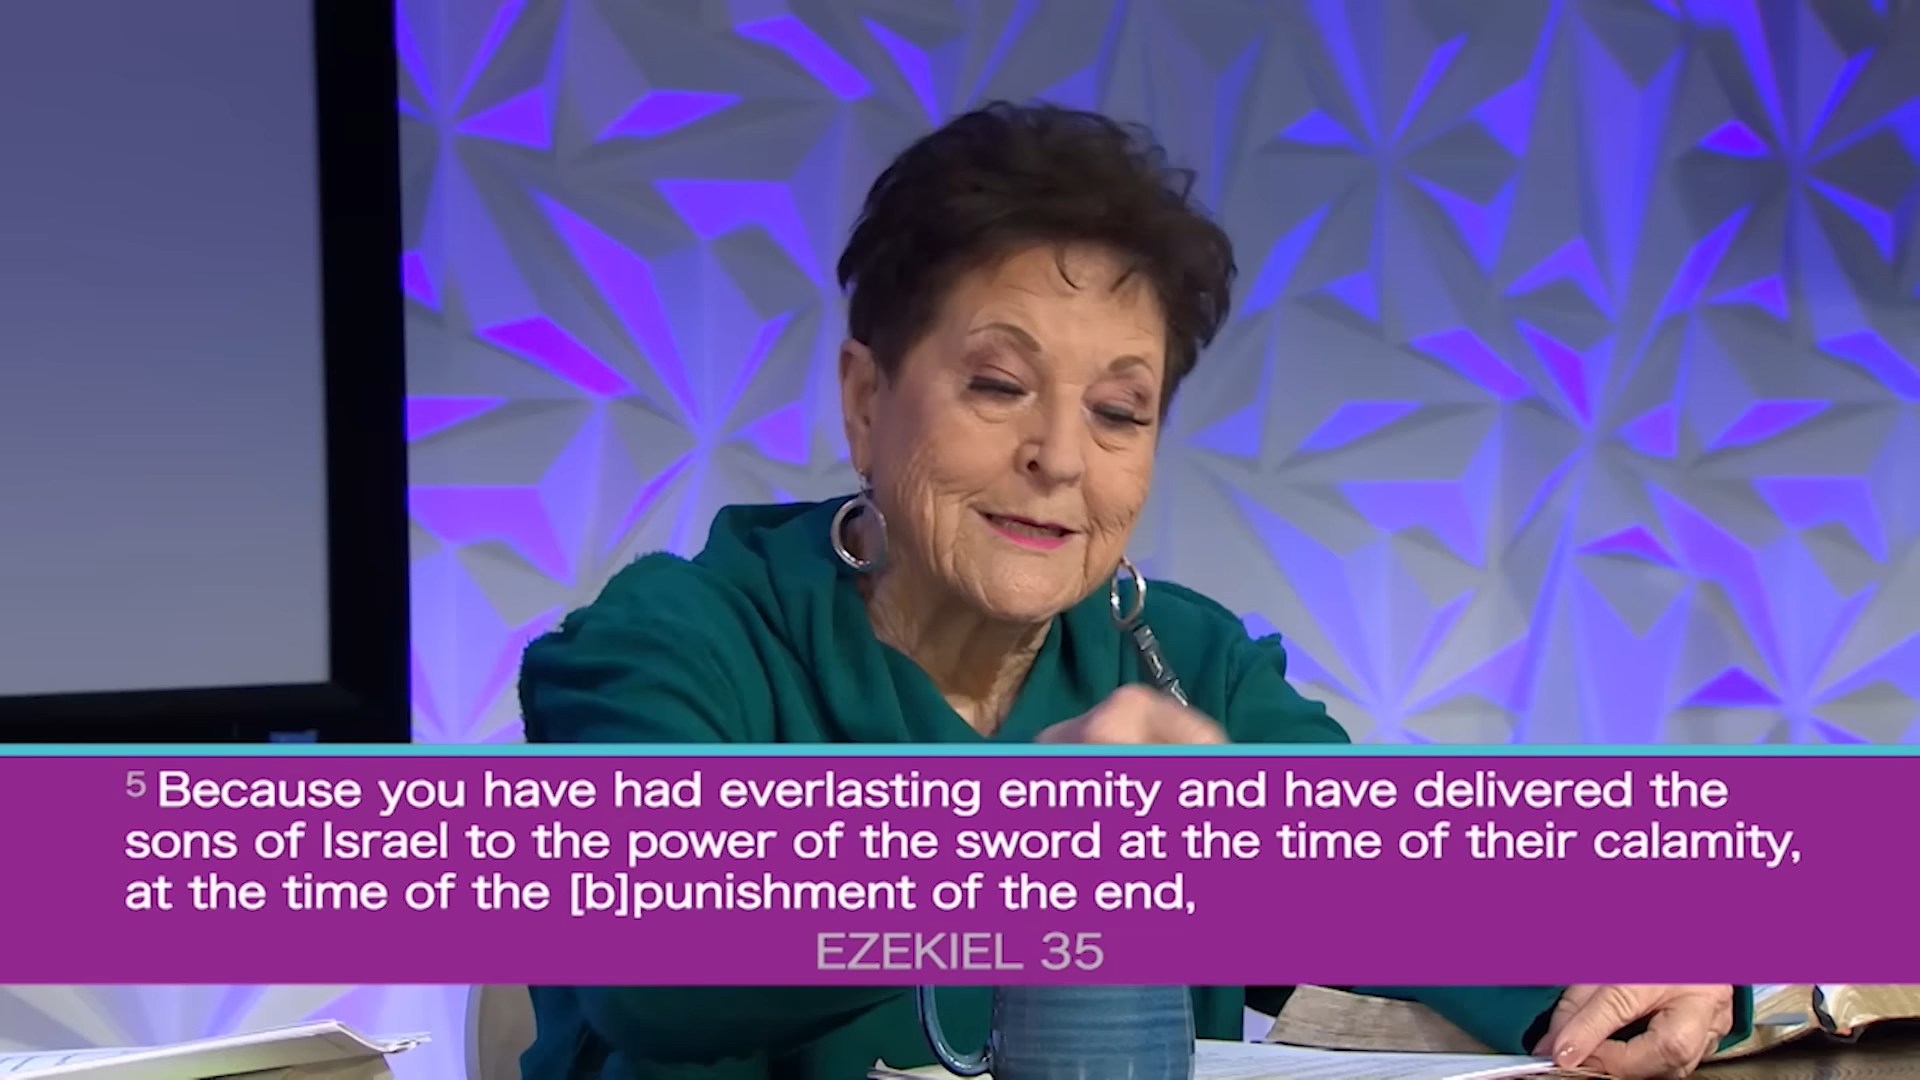 5 Because you have had everlasting enmity and have delivered the
sons of Israel to the power of the sword at the time of their calamity,
at the time of the [b]punishment of the end,
EZEKIEL 35